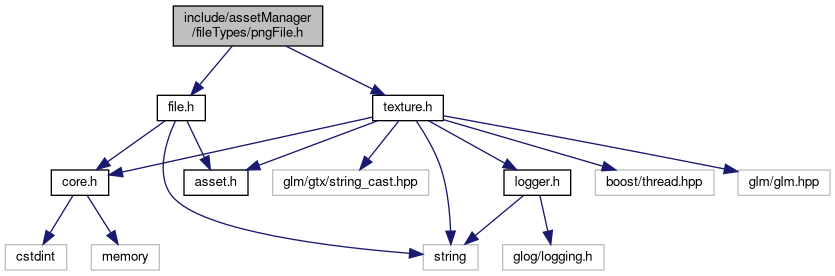 include/assetManager
/fileTypes/pngFile.h
file.h
texture.h
core.h
asset.h
glm/gtx/string_cast.hpp
logger.h
boost/thread.hpp
glm/glm.hpp
cstdint
memory
string
glog/logging.h